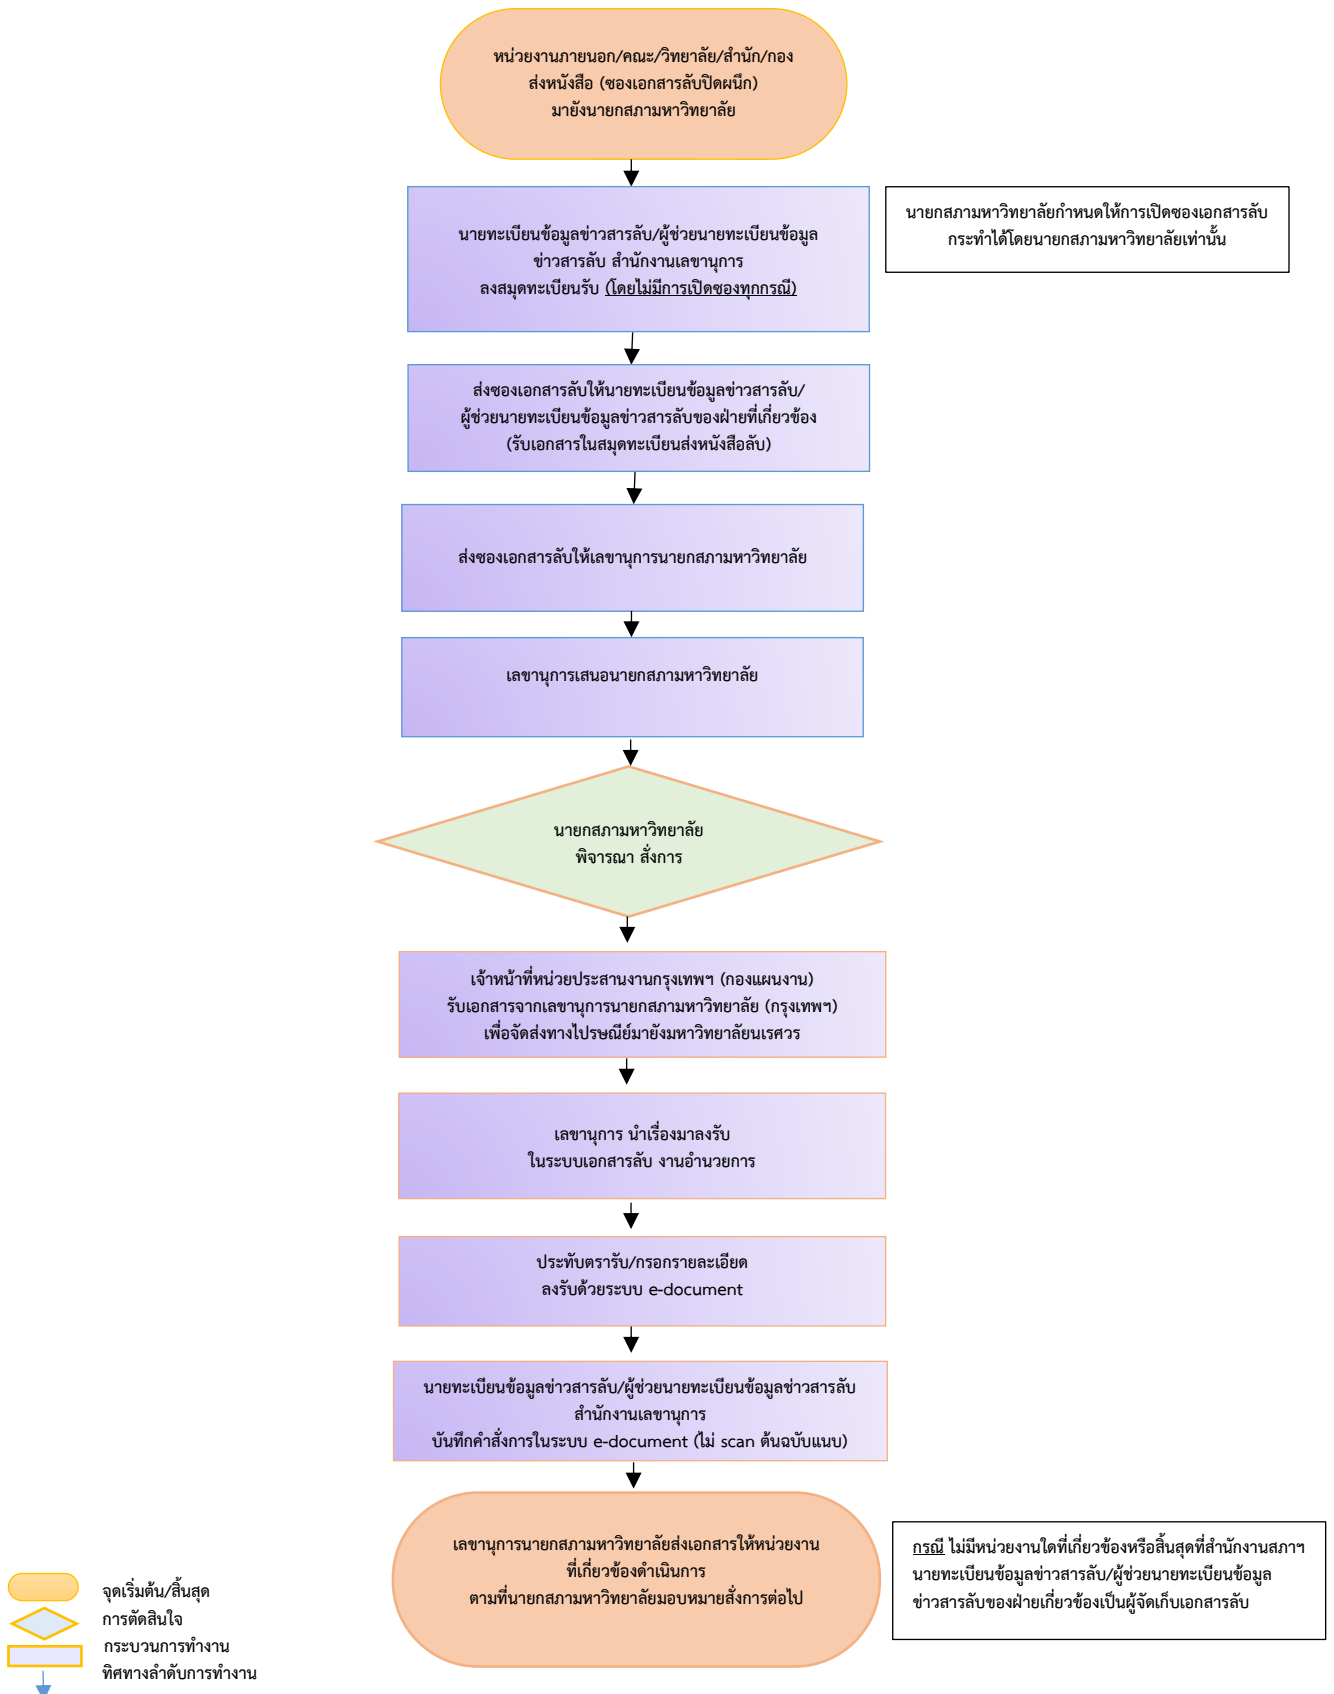 หน่วยงานภายนอก/คณะ/วิทยาลัย/สำนัก/กอง
ส่งหนังสือ (ซองเอกสารลับปิดผนึก)
มายังนายกสภามหาวิทยาลัย
นายทะเบียนข้อมูลข่าวสารลับ/ผู้ช่วยนายทะเบียนข้อมูล
ข่าวสารลับ สำนักงานเลขานุการ
ลงสมุดทะเบียนรับ (โดยไม่มีการเปิดซองทุกกรณี)
นายกสภามหาวิทยาลัยกำหนดให้การเปิดซองเอกสารลับ
กระทำได้โดยนายกสภามหาวิทยาลัยเท่านั้น
ส่งซองเอกสารลับให้นายทะเบียนข้อมูลข่าวสารลับ/
ผู้ช่วยนายทะเบียนข้อมูลข่าวสารลับของฝ่ายที่เกี่ยวข้อง
(รับเอกสารในสมุดทะเบียนส่งหนังสือลับ)
ส่งซองเอกสารลับให้เลขานุการนายกสภามหาวิทยาลัย
เลขานุการเสนอนายกสภามหาวิทยาลัย
นายกสภามหาวิทยาลัย
พิจารณา สั่งการ
เจ้าหน้าที่หน่วยประสานงานกรุงเทพฯ (กองแผนงาน)
รับเอกสารจากเลขานุการนายกสภามหาวิทยาลัย (กรุงเทพฯ)
เพื่อจัดส่งทางไปรษณีย์มายังมหาวิทยาลัยนเรศวร
เลขานุการ นำเรื่องมาลงรับ
ในระบบเอกสารลับ งานอำนวยการ
ประทับตรารับ/กรอกรายละเอียด
ลงรับด้วยระบบ e-document
นายทะเบียนข้อมูลข่าวสารลับ/ผู้ช่วยนายทะเบียนข้อมูลช่าวสารลับ
สำนักงานเลขานุการ
บันทึกคำสั่งการในระบบ e-document (ไม่ scan ต้นฉบับแนบ)
เลขานุการนายกสภามหาวิทยาลัยส่งเอกสารให้หน่วยงาน
ที่เกี่ยวข้องดำเนินการ
ตามที่นายกสภามหาวิทยาลัยมอบหมายสั่งการต่อไป
กรณี ไม่มีหน่วยงานใดที่เกี่ยวข้องหรือสิ้นสุดที่สำนักงานสภาฯ
นายทะเบียนข้อมูลข่าวสารลับ/ผู้ช่วยนายทะเบียนข้อมูล
ข่าวสารลับของฝ่ายเกี่ยวข้องเป็นผู้จัดเก็บเอกสารลับ
จุดเริ่มต้น/สิ้นสุด
การตัดสินใจ
กระบวนการทำงาน
ทิศทางลำดับการทำงาน